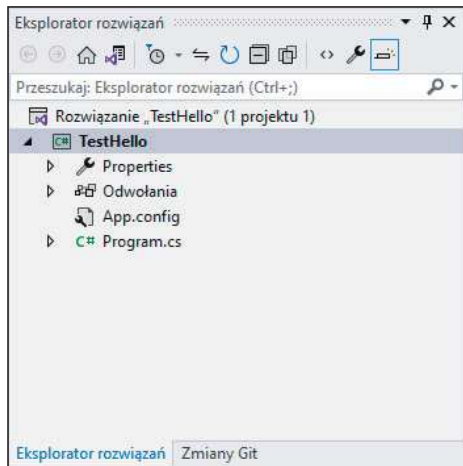 Eksplorator rozwiązań
Przeszukaj: Eksplorator rozwiązań (Ctrl+;)
Rozwiązanie „TestHello” (1 projektu 1)
C# TestHello
Properties
Odwołania
App.config
C# Program.cs
Eksplorator rozwiązań Zmiany Git